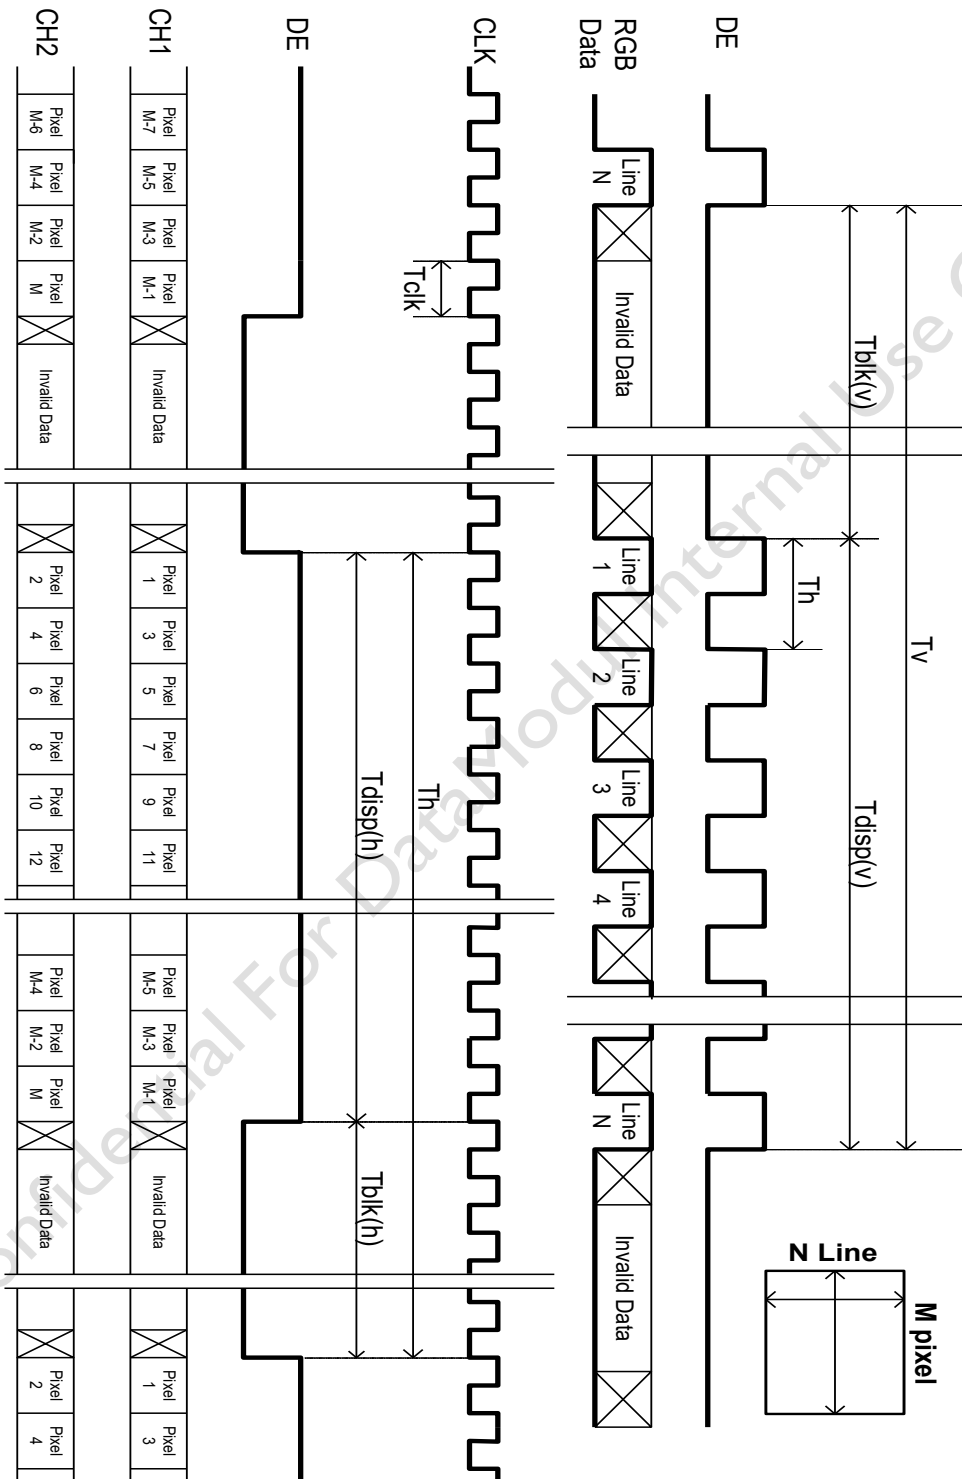 M pixel
N Line
Tv
Tblk(v)
Tdisp(v)
Th
DE
RGB
Data
Line
N
Invalid Data
Line
1
Line
2
Line
3
Line
4
Line
N
Invalid Data
CLK
Tclk
Th
Tdisp(h)
Tblk(h)
DE
CH1
Pixel
M-7
Pixel
M-5
Pixel
M-3
Pixel
M-1
Invalid Data
Pixel
1
Pixel
3
Pixel
5
Pixel
7
Pixel
9
Pixel
11
Pixel
M-5
Pixel
M-3
Pixel
M-1
Invalid Data
Pixel
1
Pixel
3
CH2
Pixel
M-6
Pixel
M-4
Pixel
M-2
Pixel
M
Invalid Data
Pixel
2
Pixel
4
Pixel
6
Pixel
8
Pixel
10
Pixel
12
Pixel
M-4
Pixel
M-2
Pixel
M
Invalid Data
Pixel
2
Pixel
4
onfidential For DataModul Internal Use